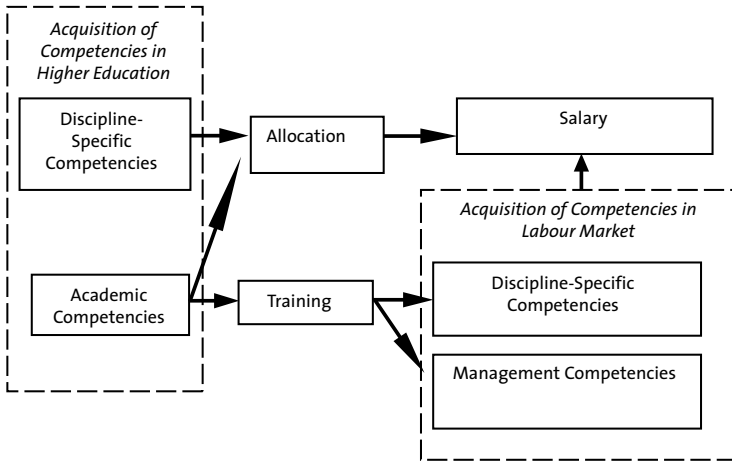 Acquisition of
Competencies in
Higher Education
Discipline-
Specific
Competencies
Allocation
Salary
Acquisition of Competencies in
Labour Market
Academic
Competencies
Training
Discipline-Specific
Competencies
Management Competencies